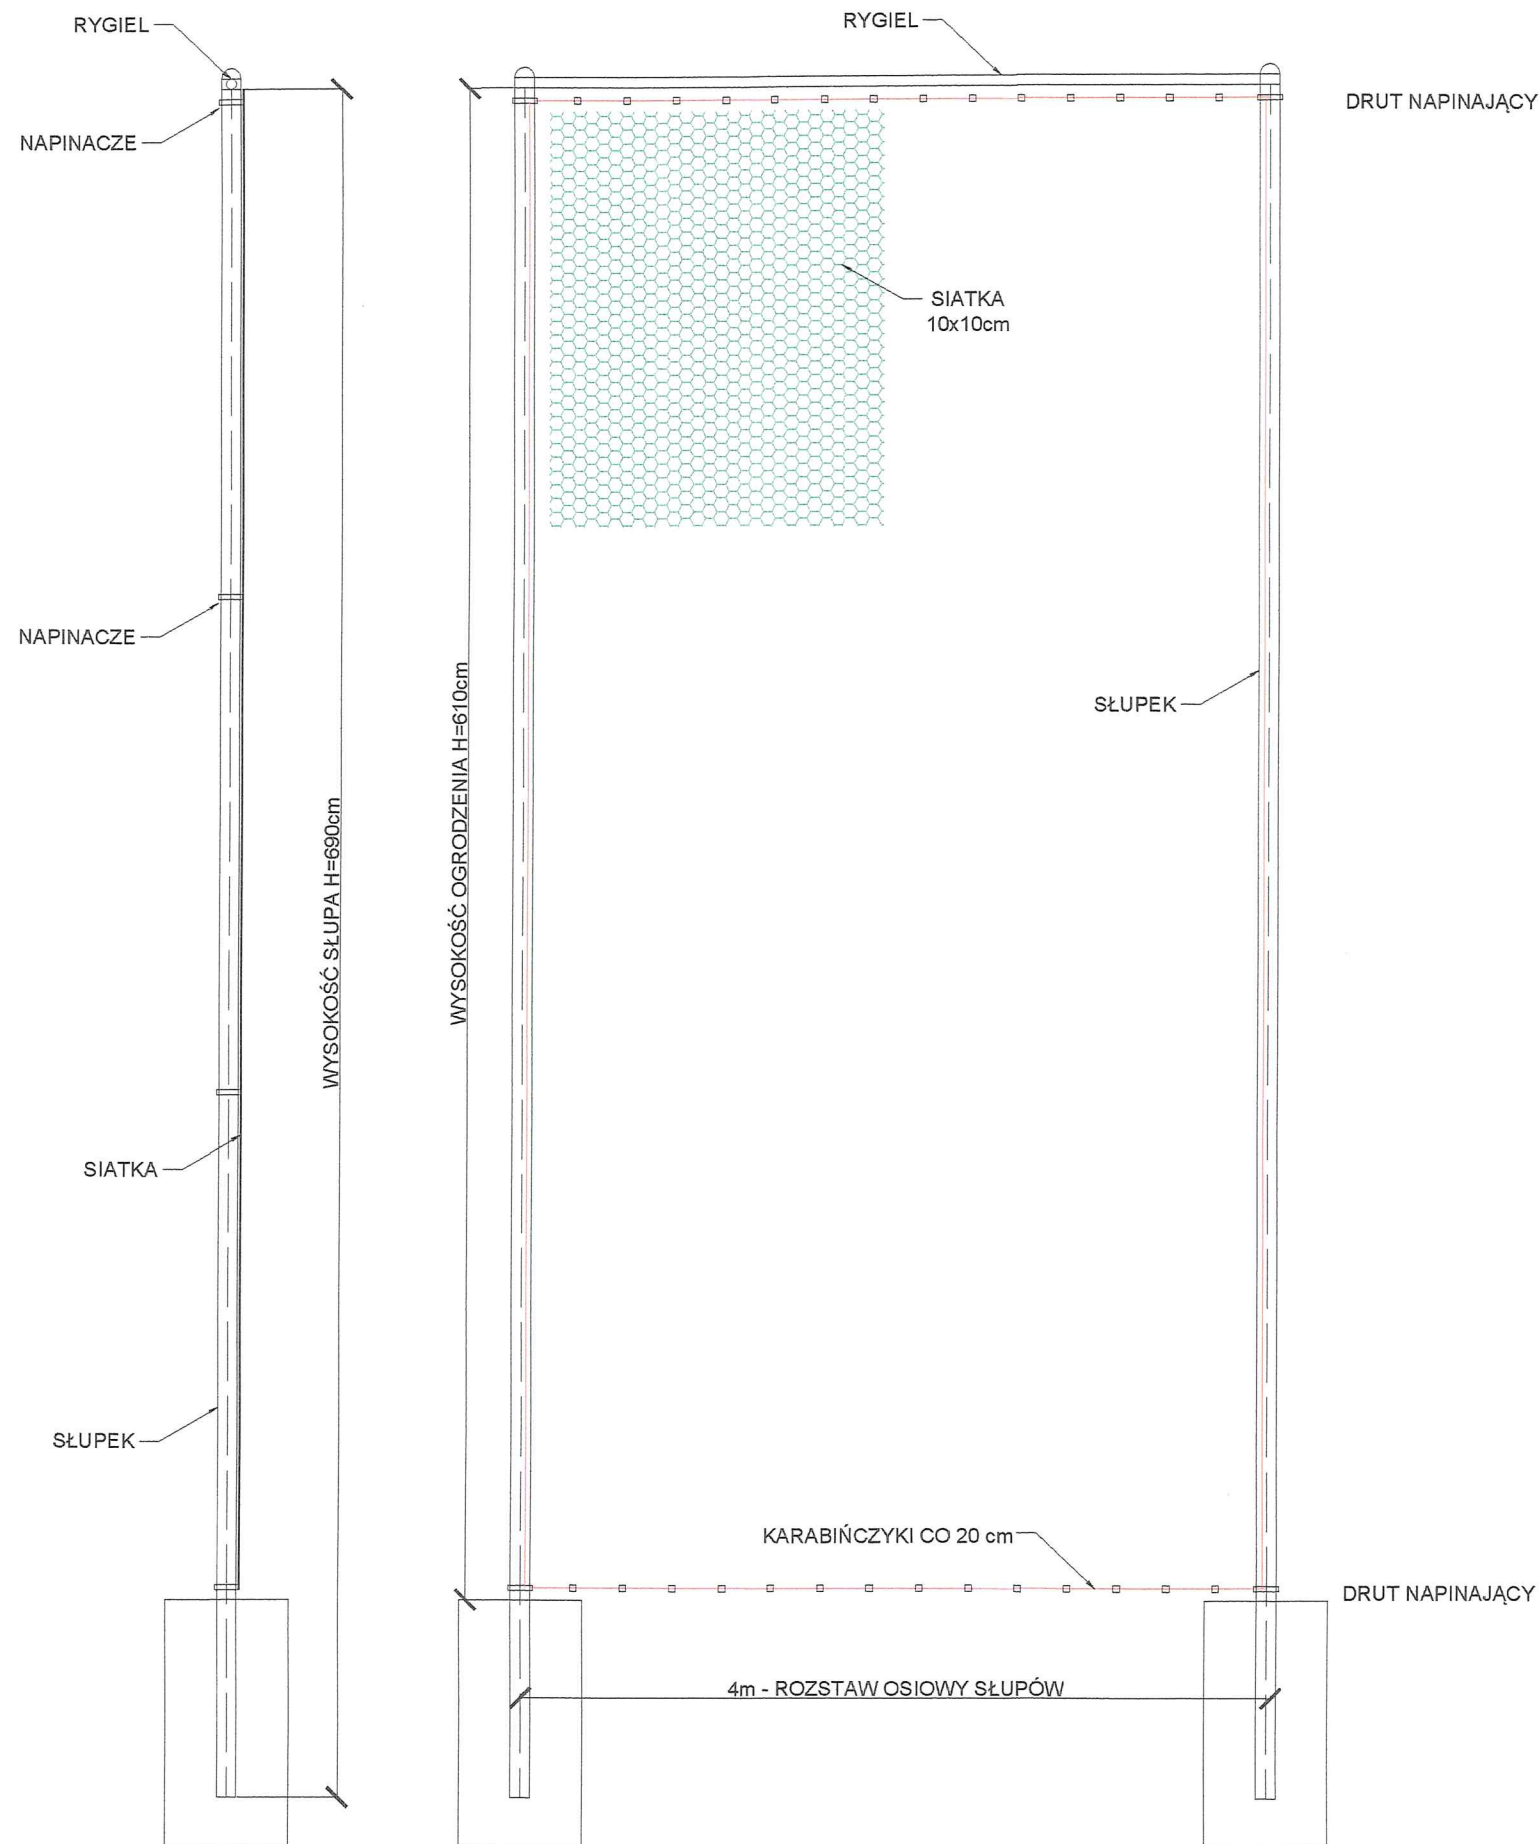 RYGIEL
RYGIEL
DRUT NAPINAJĄCY
NAPINACZE
SIATKA
10x10cm
NAPINACZE
SŁUPEK
WYSOKOŚĆ OGRODZENIA H=610cm
WYSOKOŚĆ SŁUPA H=690cm
SIATKA
SŁUPEK
KARABIŃCZYKI CO 20 cm
DRUT NAPINAJĄCY
4m - ROZSTAW OSIOWY SŁUPÓW